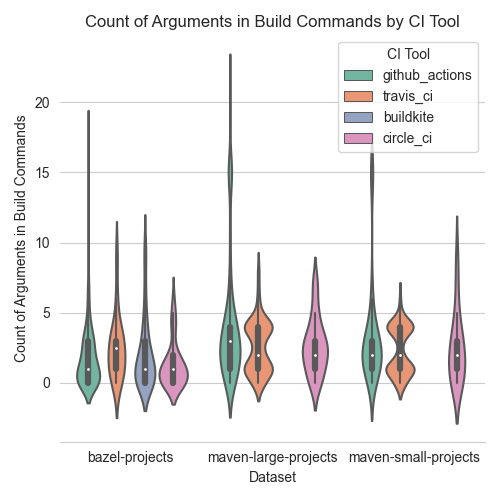 Count of Arguments in Build Commands by CI Tool
CI Tool
github_actions
travis_ci
buildkite
circle_ci
Count of Arguments in Build Commands
20
15
10
5
0
bazel-projects
maven-large-projects
maven-small-projects
Dataset